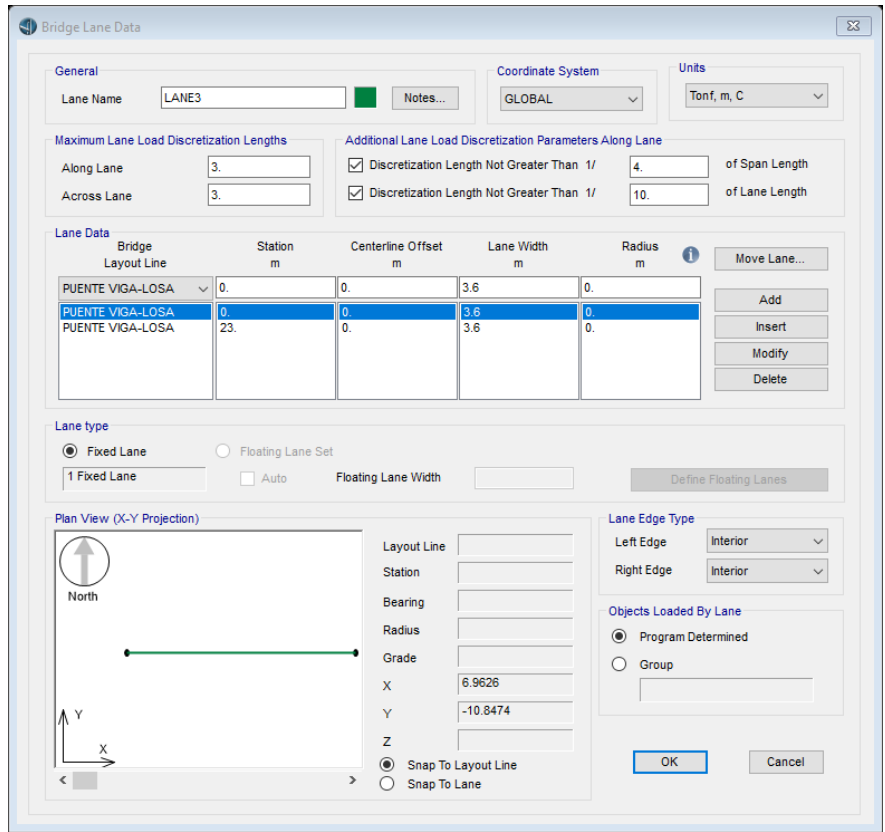 Bridge Lane Data
General
Lane Name LANE3 Notes...
Coordinate System
GLOBAL
Units
Tonf, m, C
Maximum Lane Load Discretization Lengths
Along Lane 3.
Across Lane 3.
Additional Lane Load Discretization Parameters Along Lane
Discretization Length Not Greater Than 1/ 4. of Span Length
Discretization Length Not Greater Than 1/ 10. of Lane Length
Lane Data
Bridge Station Centerline Offset Lane Width Radius
Layout Line m m m m
PUENTE VIGA-LOSA 0. 0. 3.6 0.
PUENTE VIGA-LOSA 0. 0. 3.6 0.
PUENTE VIGA-LOSA 23. 0. 3.6 0.
Move Lane...
Add
Insert
Modify
Delete
Lane type
Fixed Lane Floating Lane Set
1 Fixed Lane Auto Floating Lane Width Define Floating Lanes
Plan View (X-Y Projection)
North
Y
X
Layout Line
Station
Bearing
Radius
Grade
X 6.9626
Y -10.8474
Z
Snap To Layout Line
Snap To Lane
Lane Edge Type
Left Edge Interior
Right Edge Interior
Objects Loaded By Lane
Program Determined
Group
OK Cancel